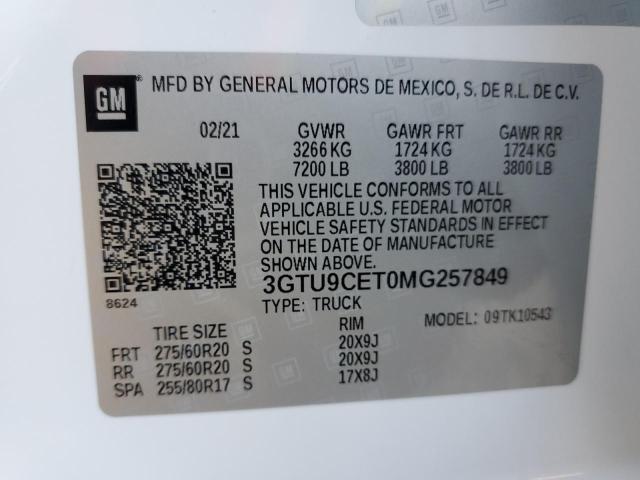 GM ® MFD BY GENERAL MOTORS DE MEXICO, S. DE R.L. DE C.V.
02/21 GVWR GAWR FRT GAWR RR
3266 KG 1724 KG 1724 KG
7200 LB 3800 LB 3800 LB
THIS VEHICLE CONFORMS TO ALL
APPLICABLE U.S. FEDERAL MOTOR
VEHICLE SAFETY STANDARDS IN EFFECT
ON THE DATE OF MANUFACTURE
SHOWN ABOVE.
3GTU9CET0MG257849
8624
TYPE: TRUCK
MODEL: 09TK10543
TIRE SIZE RIM
FRT 275/60R20 S 20X9J
RR 275/60R20 S 20X9J
SPA 255/80R17 S 17X8J